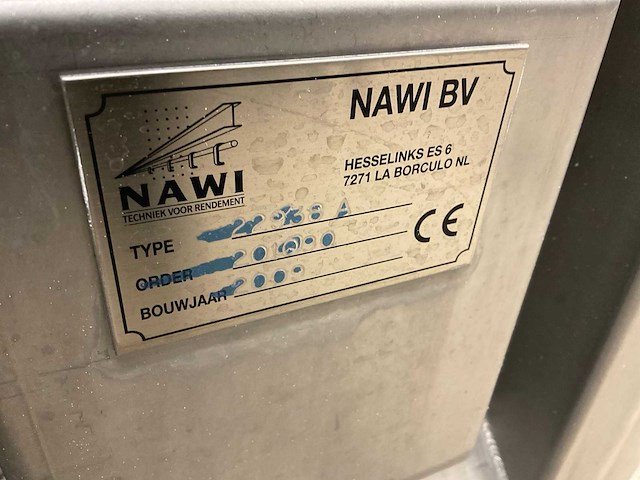 NAWI BV
HESSELINKS ES 6
7271 LA BORCULO NL
NAWI
TECHNIEK VOOR RENDEMENT
TYPE
ORDER
BOUWJAAR
CE